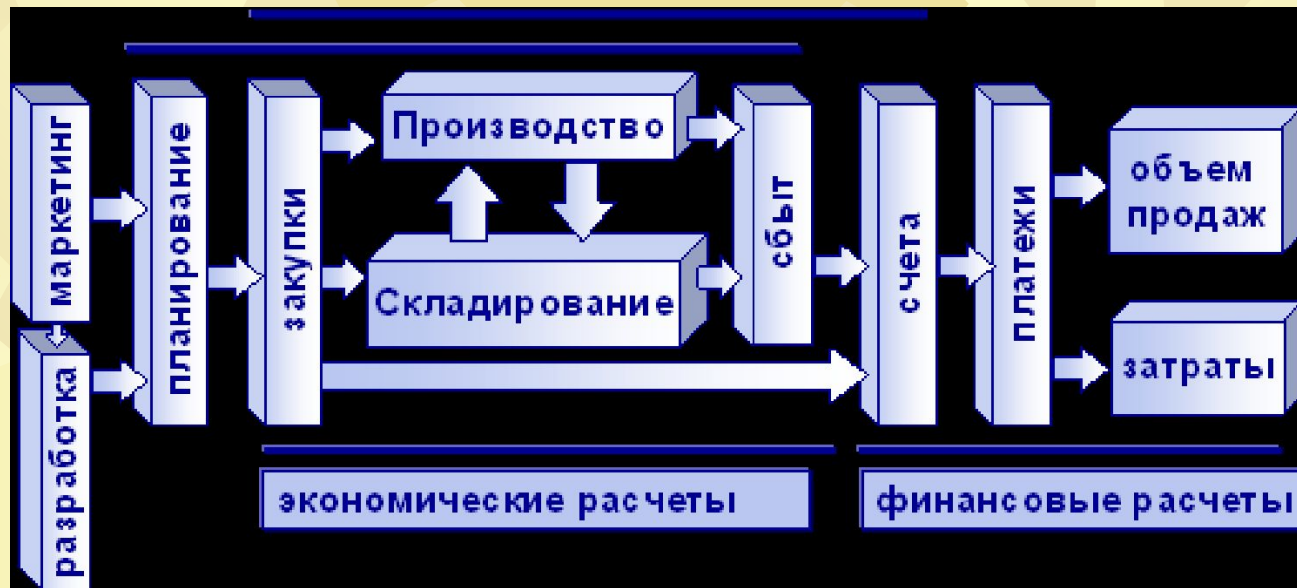 маркетинг
разработка
планирование
закупки
Производство
Складирование
сбыт
счета
платежи
объем
продаж
затраты
экономические расчеты
финансовые расчеты